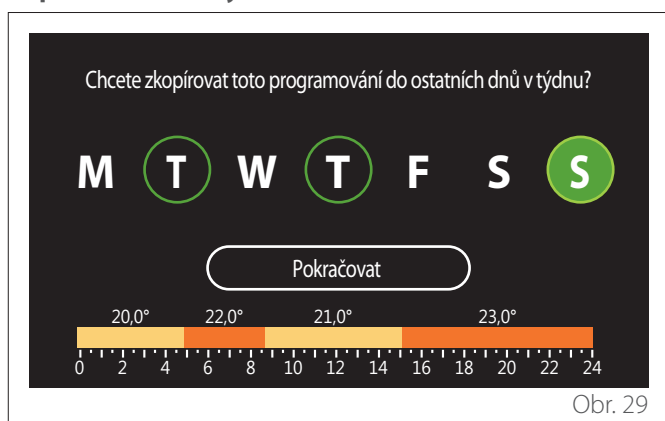 Chcete zkopírovat toto programování do ostatních dnů v týdnu?
M T W T F S S
Pokračovat
20,0° 22,0° 21,0° 23,0°
0 2 4 6 8 10 12 14 16 18 20 22 24
Obr. 29